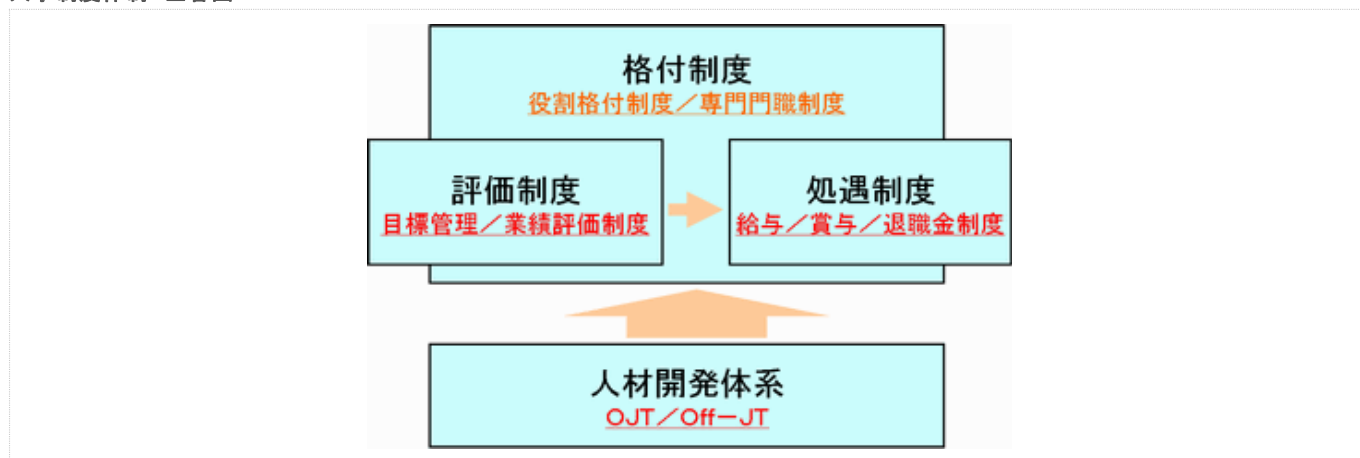 格付制度
役割格付制度／専門門職制度
評価制度
目標管理／業績評価制度
処遇制度
給与／賞与／退職金制度
人材開発体系
OJT／Off－JT